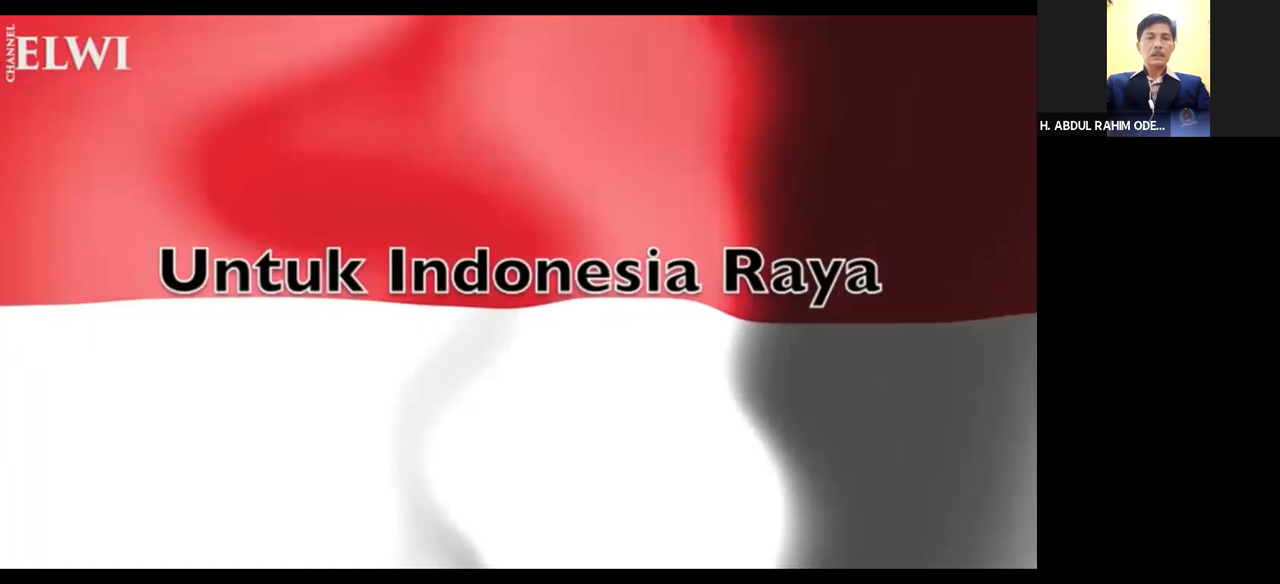 CHANNEL
ELWI
Untuk Indonesia Raya
H. ABDUL RAHIM ODE...